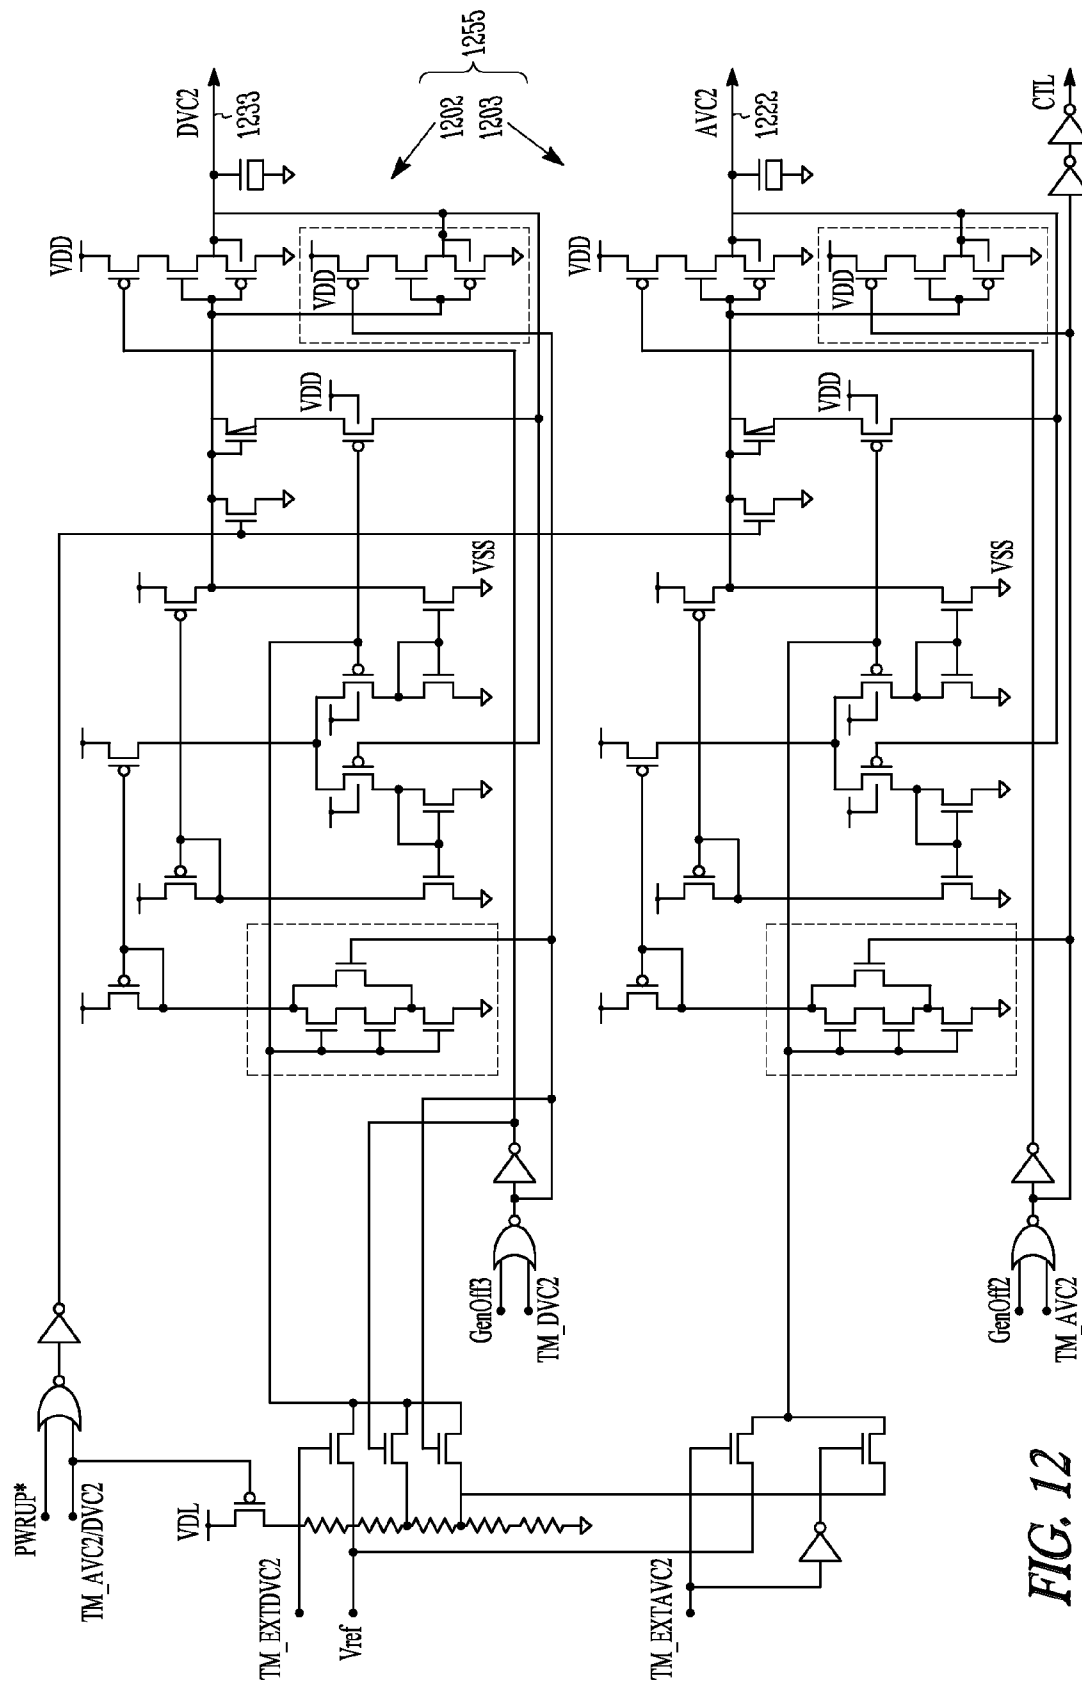 PWRUP*
TM_AVC2/DVC2
VDL
TM_EXTDVC2
Vref
TM_EXTAVC2
GenOff3
TM_DVC2
GenOff2
TM_AVC2
VSS
VSS
VDD
VDD
VDD
VDD
VDD
VDD
DVC2
1233
1202
1203
1255
AVC2
1222
CTL
FIG. 12